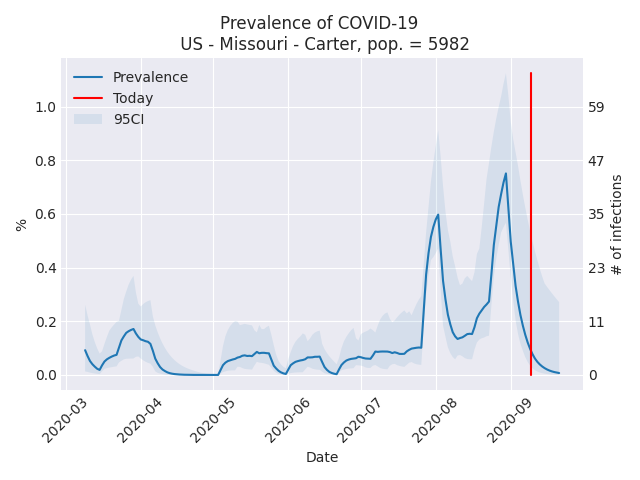 Prevalence of COVID-19
US - Missouri - Carter, pop. = 5982
Prevalence
Today
95CI
1.0
0.8
0.6
0.4
0.2
0.0
%
59
47
35
23
11
0
# of infections
2020-03
2020-04
2020-05
2020-06
2020-07
2020-08
2020-09
Date